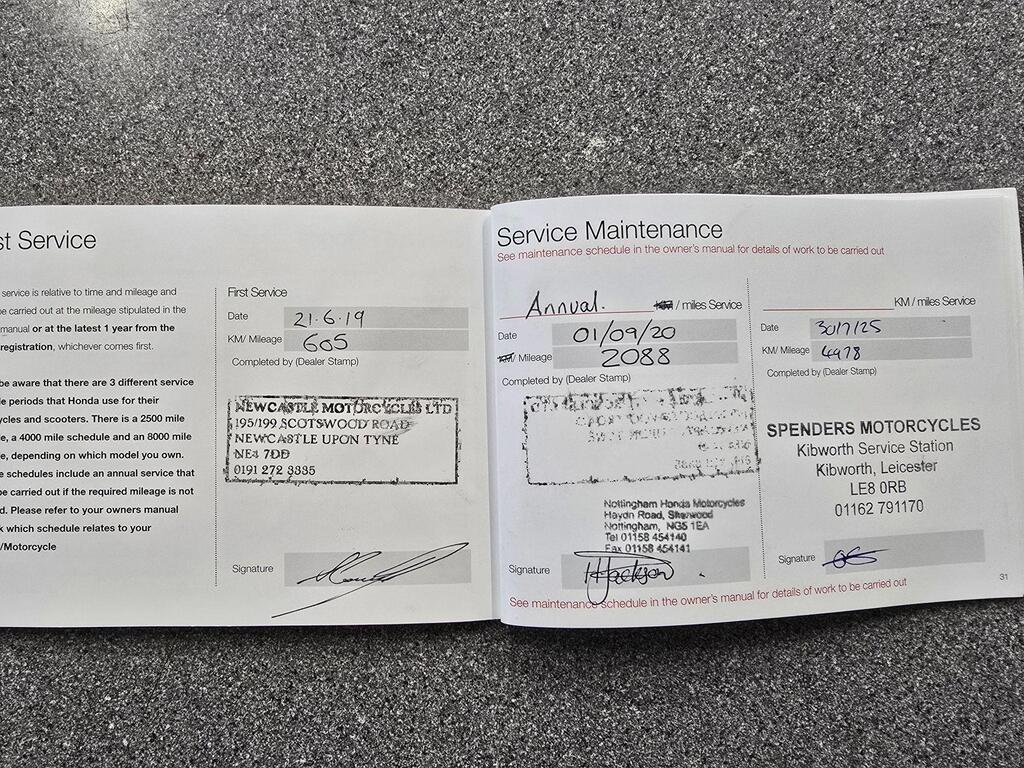 st Service
service is relative to time and mileage and
be carried out at the mileage stipulated in the
manual or at the latest 1 year from the
registration, whichever comes first.
be aware that there are 3 different service
periods that Honda use for their
ycles and scooters. There is a 2500 mile
e, a 4000 mile schedule and an 8000 mile
e, depending on which model you own.
e schedules include an annual service that
be carried out if the required mileage is not
d. Please refer to your owners manual
k which schedule relates to your
/Motorcycle
First Service
Date 21.6.19
KM/ Mileage 605
Completed by (Dealer Stamp)
NEWCASTLE MOTORCYCLES LTD
195/199 SCOTSWOOD ROAD
NEWCASTLE UPON TYNE
NE4 7DD
0191 272 3335
Signature
Service Maintenance
See maintenance schedule in the owner's manual for details of work to be carried out
Annual. KM / miles Service
Date 01/09/20
KM/ Mileage 2088
Completed by (Dealer Stamp)
Nottingham Honda Motorcycles
Haydn Road, Sherwood
Nottingham, NG5 1EA
Tel 01158 454140
Fax 01158 454141
Signature HJackson
KM / miles Service
Date 30/7/25
KM/ Mileage 4978
Completed by (Dealer Stamp)
SPENDERS MOTORCYCLES
Kibworth Service Station
Kibworth, Leicester
LE8 0RB
01162 791170
Signature
See maintenance schedule in the owner's manual for details of work to be carried out
31